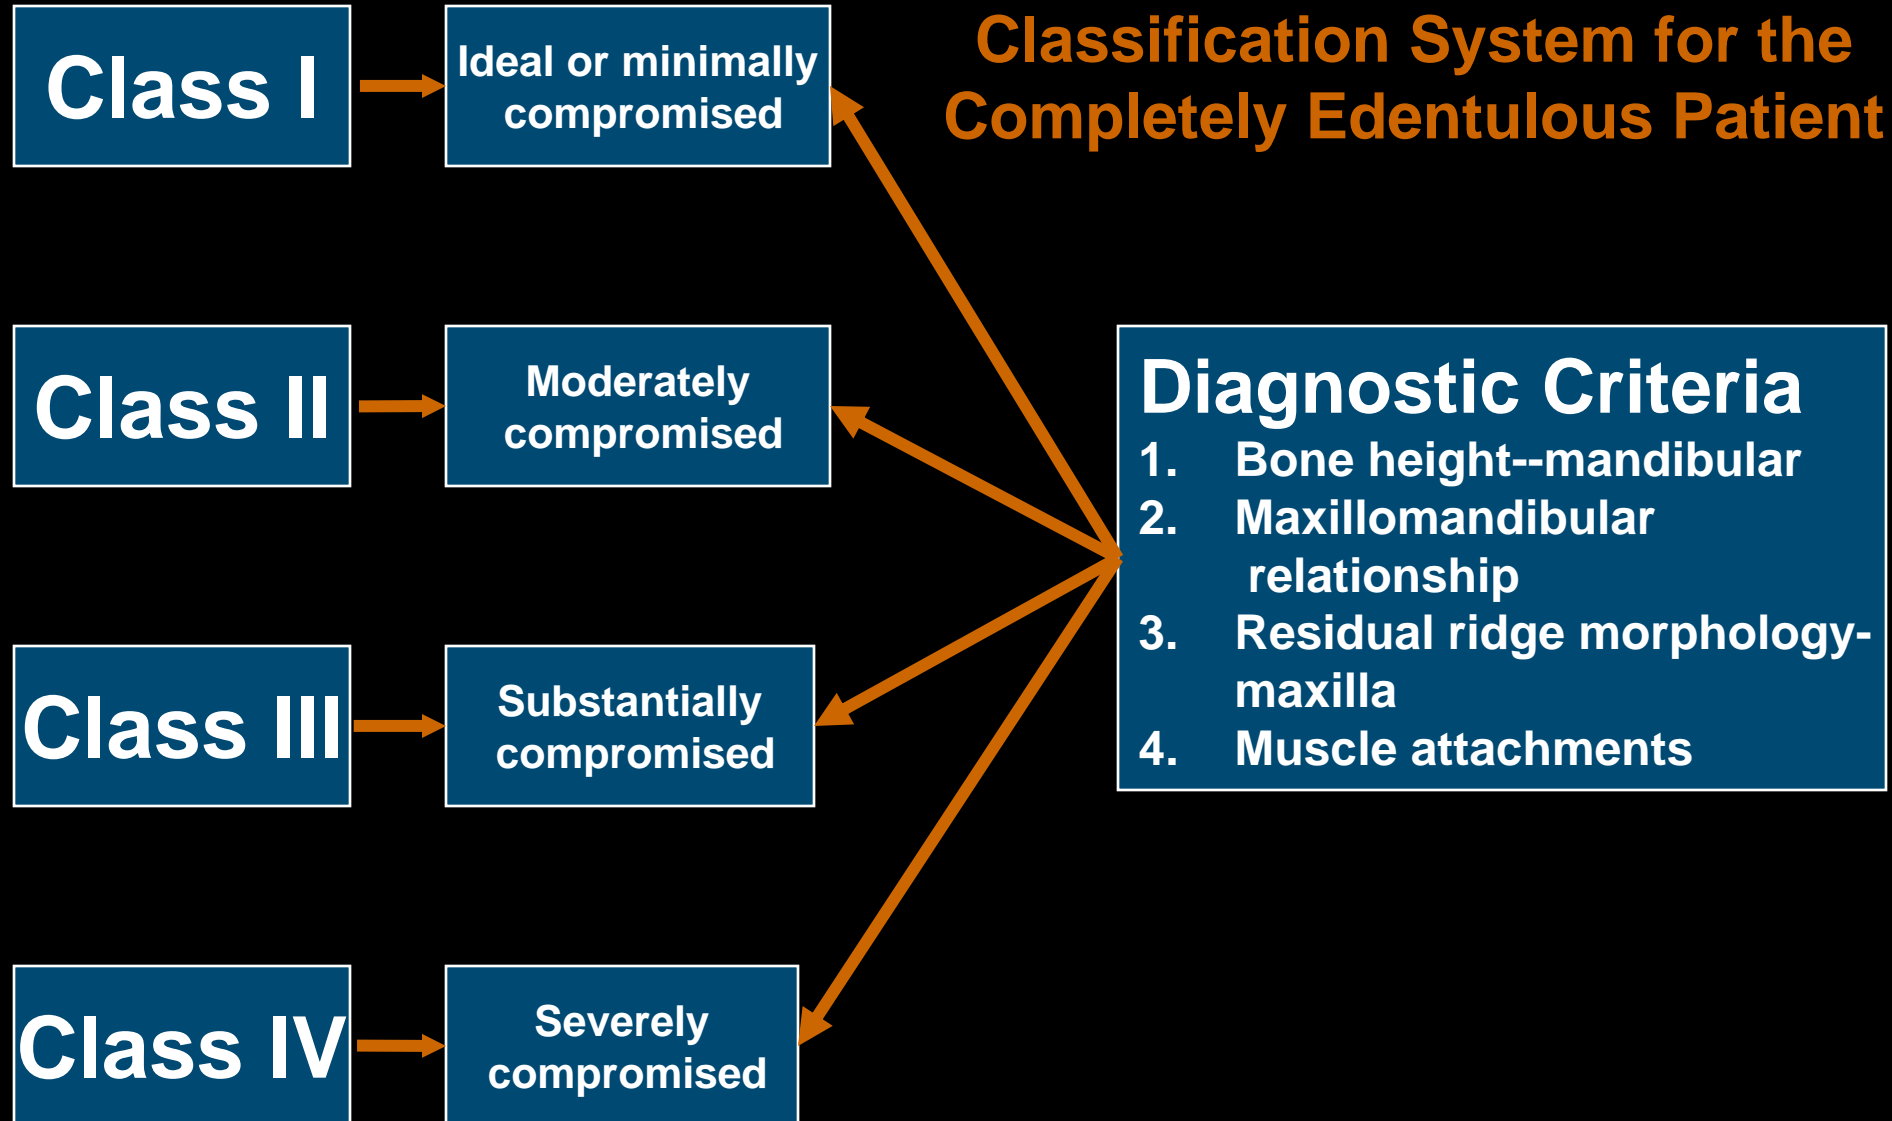 Classification System for the
Completely Edentulous Patient
Class I
Ideal or minimally
compromised
Class II
Moderately
compromised
Class III
Substantially
compromised
Class IV
Severely
compromised
Diagnostic Criteria
1. Bone height--mandibular
2. Maxillomandibular
relationship
3. Residual ridge morphology-
maxilla
4. Muscle attachments